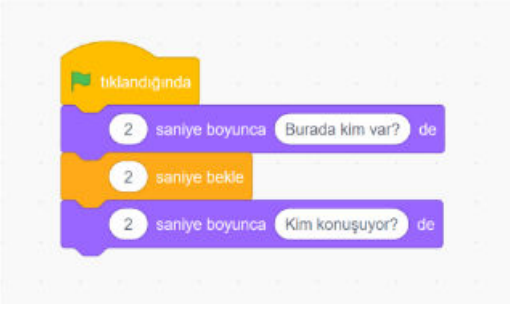 tıklandığında
2 saniye boyunca Burada kim var? de
2 saniye bekle
2 saniye boyunca Kim konuşuyor? de